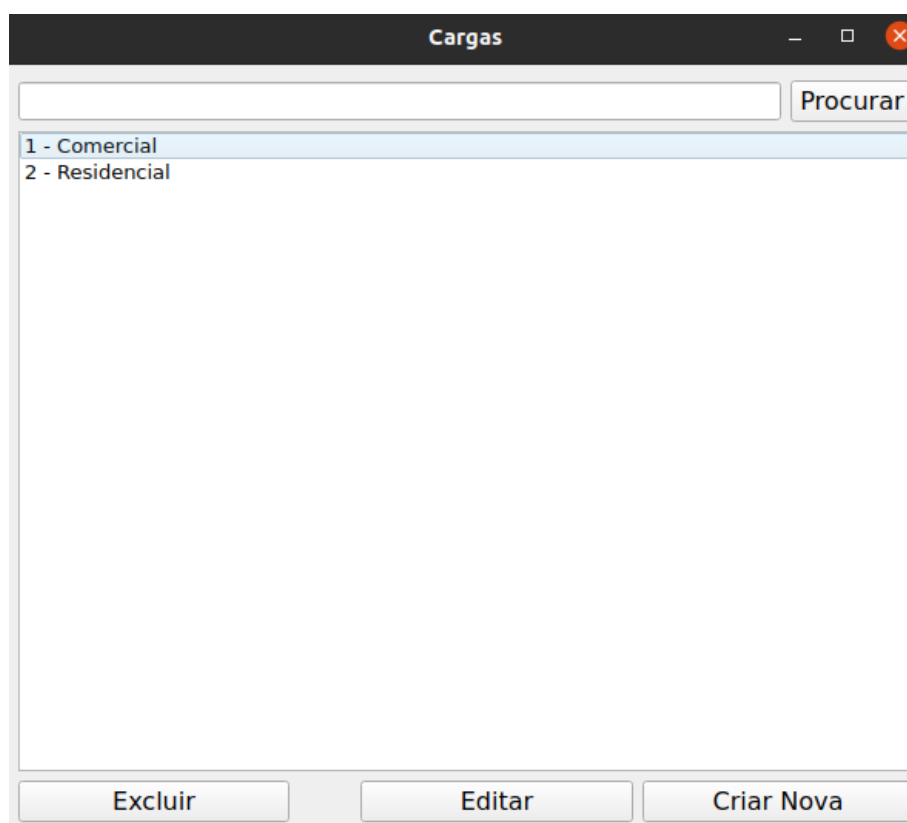 Cargas
Procurar
1 - Comercial
2 - Residencial
Excluir Editar Criar Nova